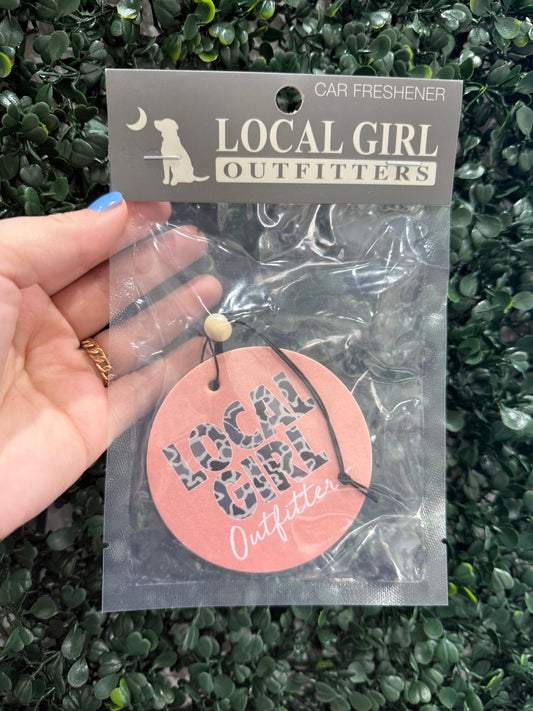 CAR FRESHENER
LOCAL GIRL
OUTFITTERS
LOCAL
GIRL
Outfitters